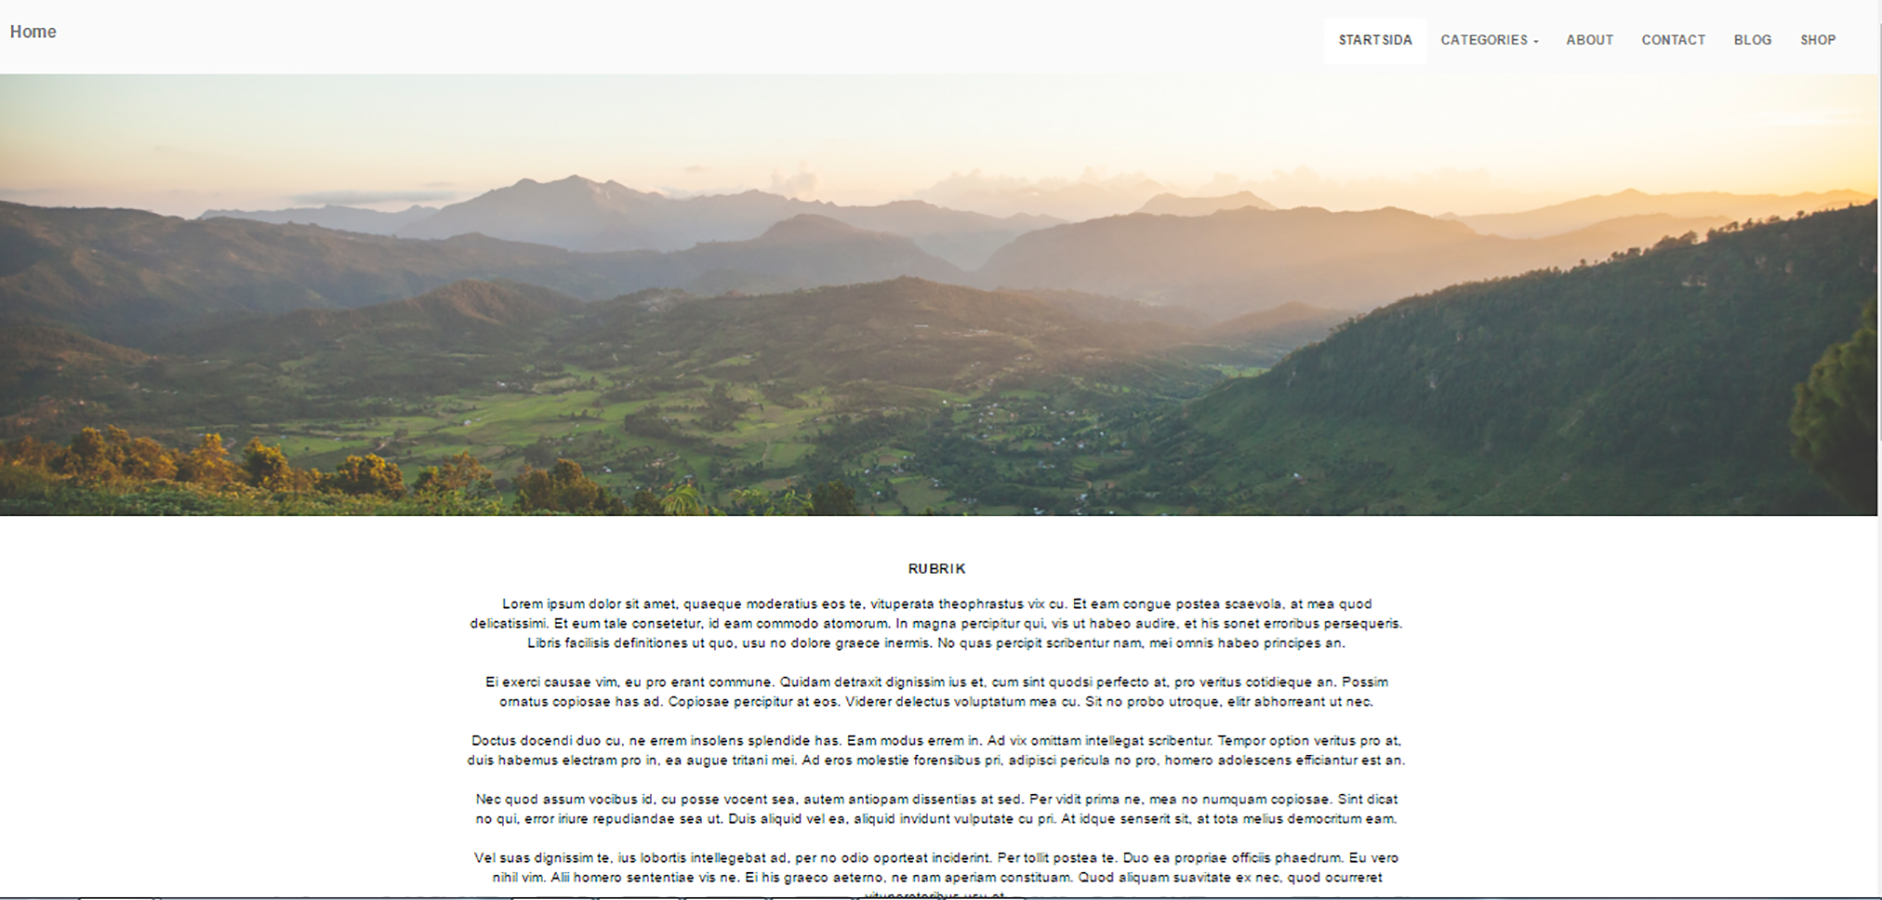 Home
STARTSIDA CATEGORIES ABOUT CONTACT BLOG SHOP
RUBRIK
Lorem ipsum dolor sit amet, quaeque moderatius eos te, vituperata theophrastus vix cu. Et eam congue postea scaevola, at mea quod
delicatissimi. Et eum tale consetetur, id eam commodo atomorum. In magna percipitur qui, vis ut habeo audire, et his sonet erroribus persequeris.
Libris facilisis definitiones ut quo, usu no dolore graece inermis. No quas percipit scribentur nam, mei omnis habeo principes an.
Ei exerci causae vim, eu pro erant commune. Quidam detraxit dignissim ius et, cum sint quodsi perfecto at, pro veritus cotidieque an. Possim
ornatus copiosae has ad. Copiosae percipitur at eos. Viderer delectus voluptatum mea cu. Sit no probo utroque, elitr abhorreant ut nec.
Doctus docendi duo cu, ne errem insolens splendide has. Eam modus errem in. Ad vix omittam intellegat scribentur. Tempor option veritus pro at,
duis habemus electram pro in, ea augue tritani mei. Ad eros molestie forensibus pri, adipisci pericula no pro, homero adolescens efficiantur est an.
Nec quod assum vocibus id, cu posse vocent sea, autem antiopam dissentias at sed. Per vidit prima ne, mea no numquam copiosae. Sint dicat
no qui, error iriure repudiandae sea ut. Duis aliquid vel ea, aliquid invidunt vulputate cu pri. At idque senserit sit, at tota melius democritum eam.
Vel suas dignissim te, ius lobortis intellegebat ad, per no odio oporteat inciderint. Per tollit postea te. Duo ea propriae officiis phaedrum. Eu vero
nihil vim. Alii homero sententiae vis ne. Ei his graeco aeterno, ne nam aperiam constituam. Quod aliquam suavitate ex nec, quod ocurreret